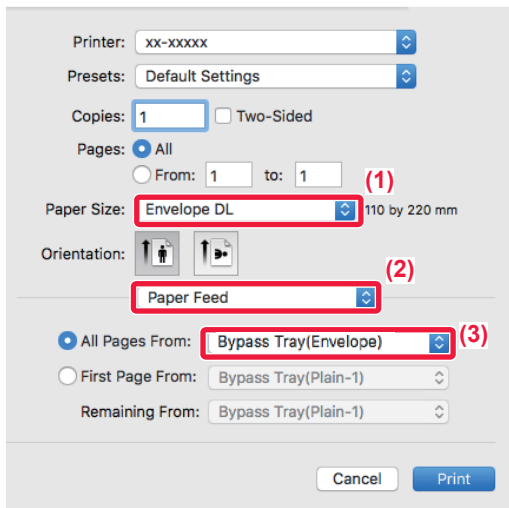 Printer: xx-xxxxx
Presets: Default Settings
Copies: 1 Two-Sided
Pages: All
From: 1 to: 1
(1)
Paper Size: Envelope DL 110 by 220 mm
Orientation:
(2)
Paper Feed
All Pages From: Bypass Tray(Envelope) (3)
First Page From: Bypass Tray(Plain-1)
Remaining From: Bypass Tray(Plain-1)
Cancel Print